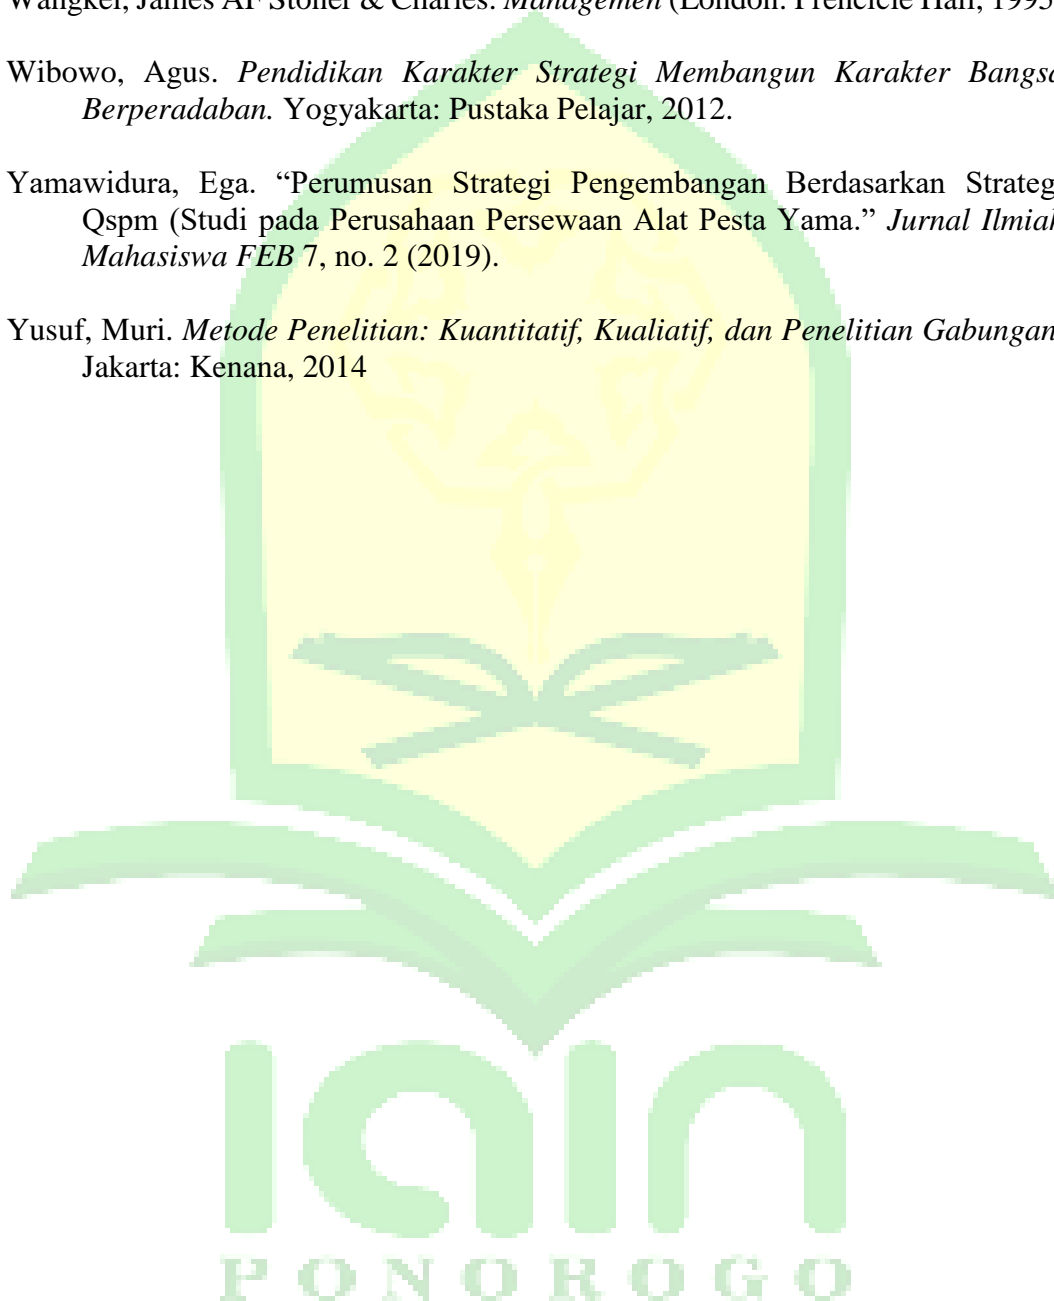 Wangkei, James AF Stoner & Charles. Managemen (London: Prencicle Hall, 1995
Wibowo, Agus. Pendidikan Karakter Strategi Membangun Karakter Bangsa
Berperadaban. Yogyakarta: Pustaka Pelajar, 2012.
Yamawidura, Ega. “Perumusan Strategi Pengembangan Berdasarkan Strateg
Qspm (Studi pada Perusahaan Persewaan Alat Pesta Yama.” Jurnal Ilmiah
Mahasiswa FEB 7, no. 2 (2019).
Yusuf, Muri. Metode Penelitian: Kuantitatif, Kualiatif, dan Penelitian Gabungan
Jakarta: Kenana, 2014
iain
PONOROGO